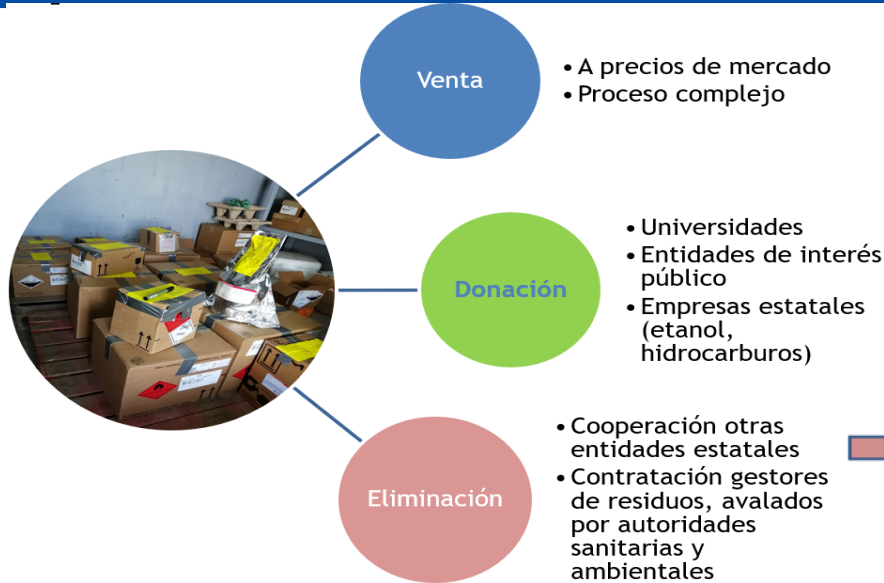 Venta
• A precios de mercado
• Proceso complejo
Donación
• Universidades
• Entidades de interés
público
• Empresas estatales
(etanol,
hidrocarburos)
Eliminación
• Cooperación otras
entidades estatales
• Contratación gestores
de residuos, avalados
por autoridades
sanitarias y
ambientales